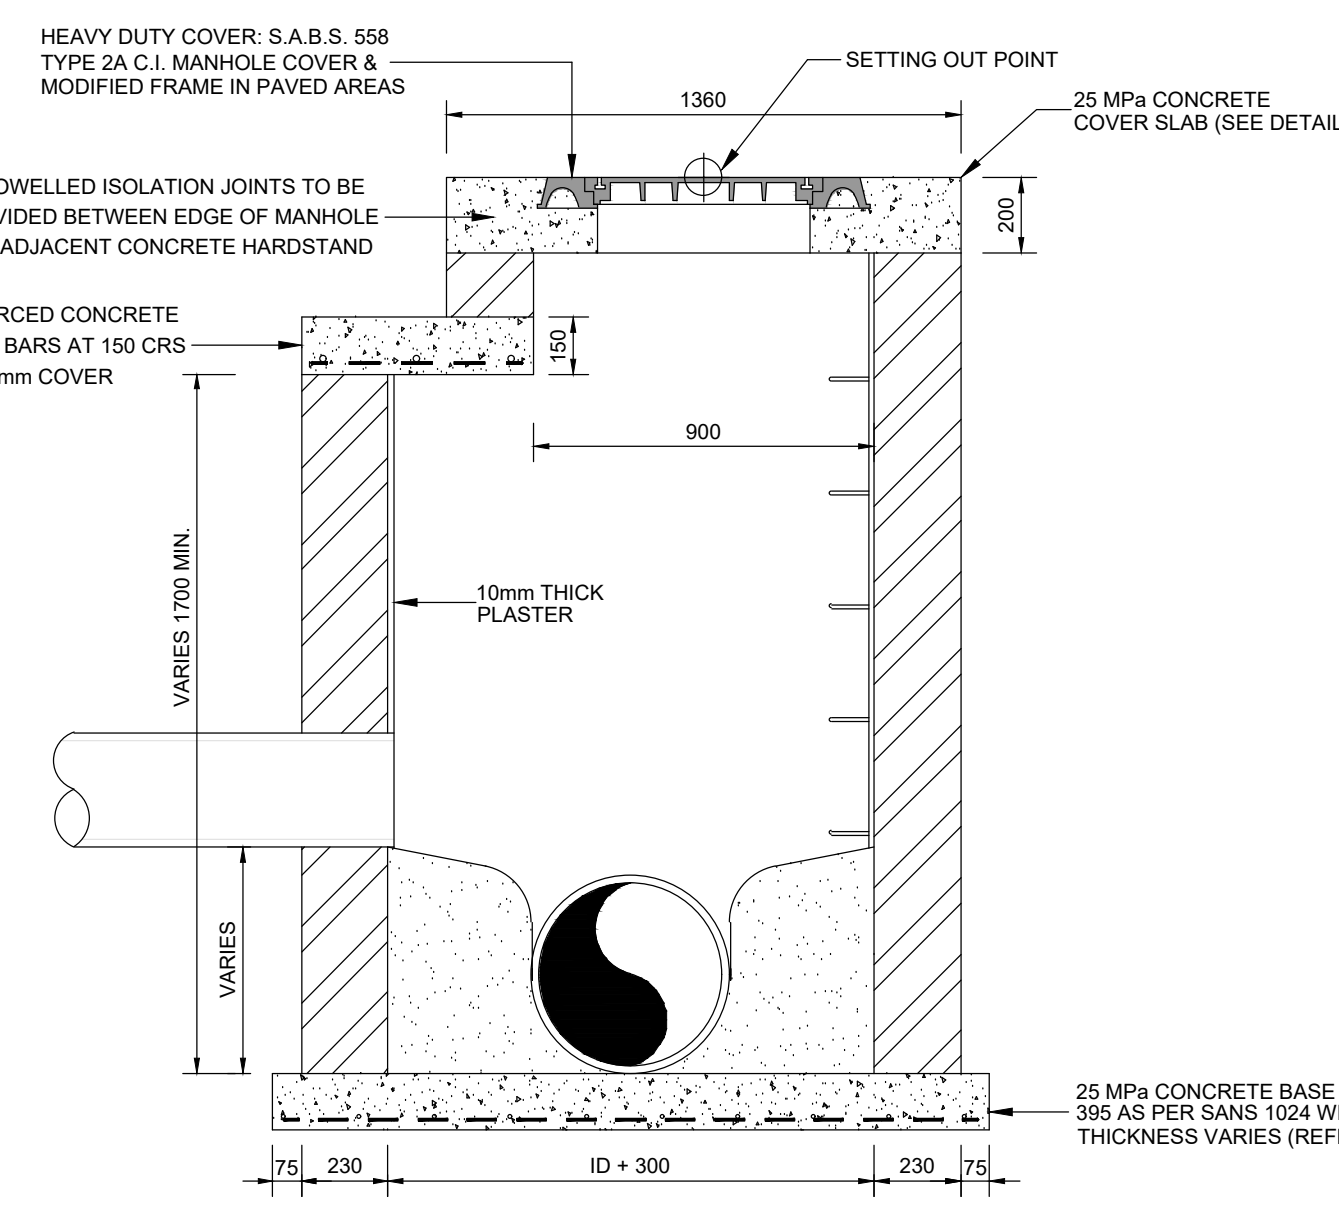 HEAVY DUTY COVER: S.A.B.S. 558
TYPE 2A C.I. MANHOLE COVER &
MODIFIED FRAME IN PAVED AREAS
SETTING OUT POINT
1360
25 MPa CONCRETE
COVER SLAB (SEE DETAIL
OWELLED ISOLATION JOINTS TO BE
VIDED BETWEEN EDGE OF MANHOLE
ADJACENT CONCRETE HARDSTAND
200
RCED CONCRETE
BARS AT 150 CRS
mm COVER
150
900
VARIES 1700 MIN.
10mm THICK
PLASTER
VARIES
25 MPa CONCRETE BASE
395 AS PER SANS 1024 WI
THICKNESS VARIES (REF
75 230 ID + 300 230 75